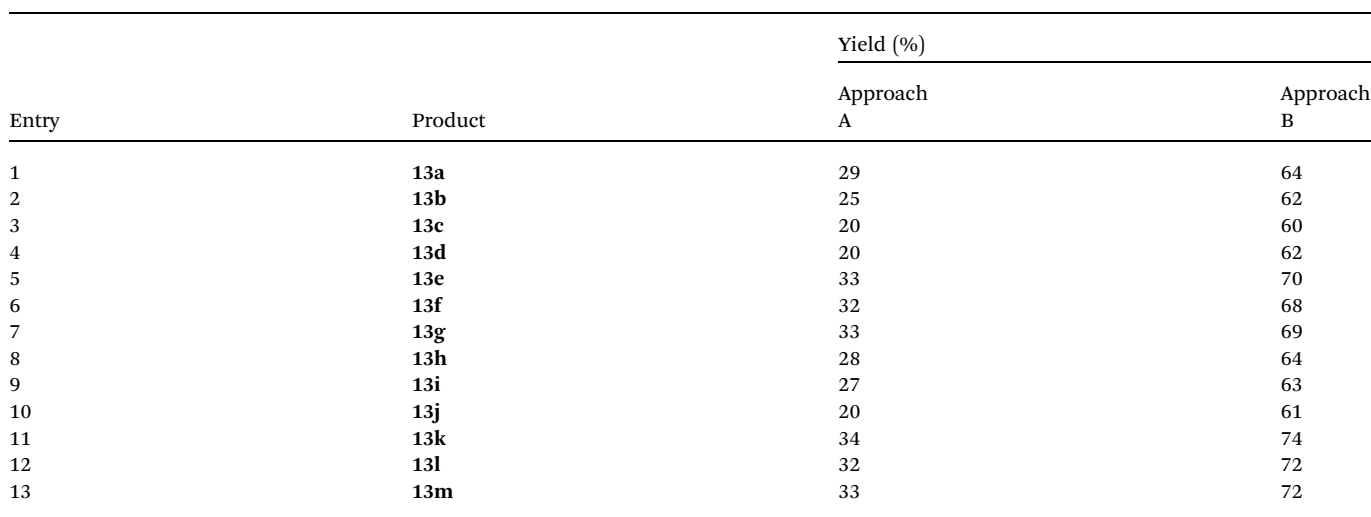 Yield (%)
Approach Approach
Entry Product A B
1 13a 29 64
2 13b 25 62
3 13c 20 60
4 13d 20 62
5 13e 33 70
6 13f 32 68
7 13g 33 69
8 13h 28 64
9 13i 27 63
10 13j 20 61
11 13k 34 74
12 13l 32 72
13 13m 33 72